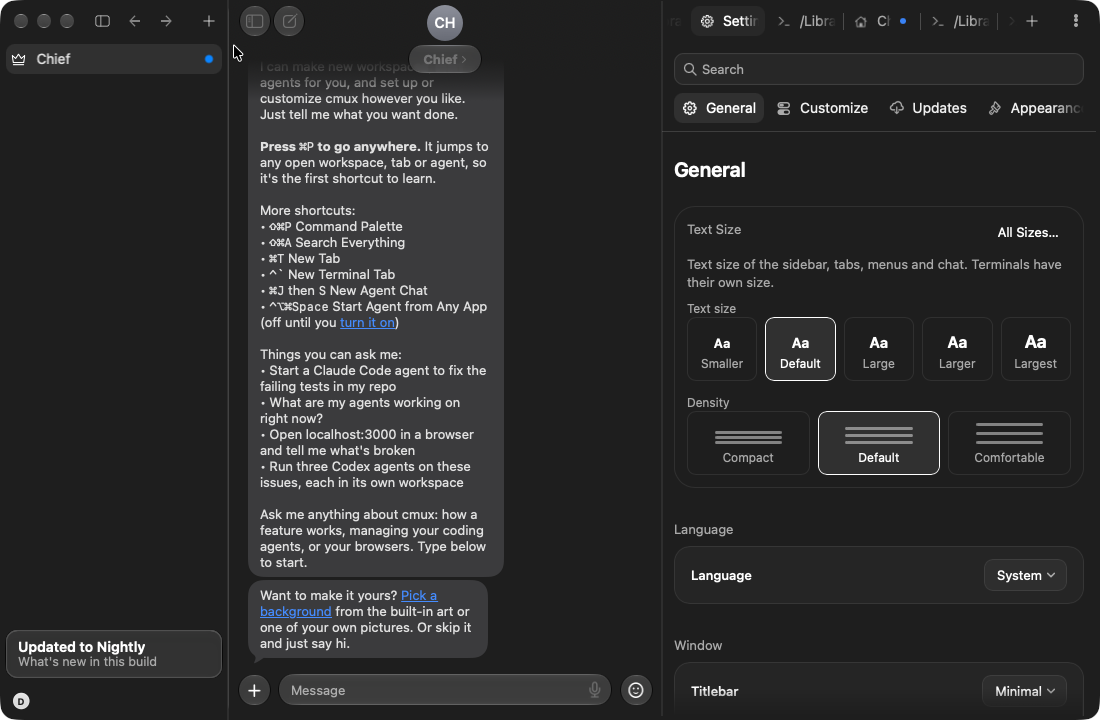 Chief
Updated to Nightly
What's new in this build
D
CH
Chief
agents for you, and set up or
customize cmux however you like.
Just tell me what you want done.
Press ⌘P to go anywhere. It jumps to
any open workspace, tab or agent, so
it's the first shortcut to learn.
More shortcuts:
• ⇧⌘P Command Palette
• ⇧⌘A Search Everything
• ⌘T New Tab
• ^` New Terminal Tab
• ⌘J then S New Agent Chat
• ^⌥⌘Space Start Agent from Any App
(off until you turn it on)
Things you can ask me:
• Start a Claude Code agent to fix the
failing tests in my repo
• What are my agents working on
right now?
• Open localhost:3000 in a browser
and tell me what's broken
• Run three Codex agents on these
issues, each in its own workspace
Ask me anything about cmux: how a
feature works, managing your coding
agents, or your browsers. Type below
to start.
Want to make it yours? Pick a
background from the built-in art or
one of your own pictures. Or skip it
and just say hi.
Message
Settin /Libra Ch /Libra
Search
General Customize Updates Appearanc
General
Text Size
All Sizes...
Text size of the sidebar, tabs, menus and chat. Terminals have
their own size.
Text size
Aa Aa Aa Aa Aa
Smaller Default Large Larger Largest
Density
Compact Default Comfortable
Language
Language System
Window
Titlebar Minimal